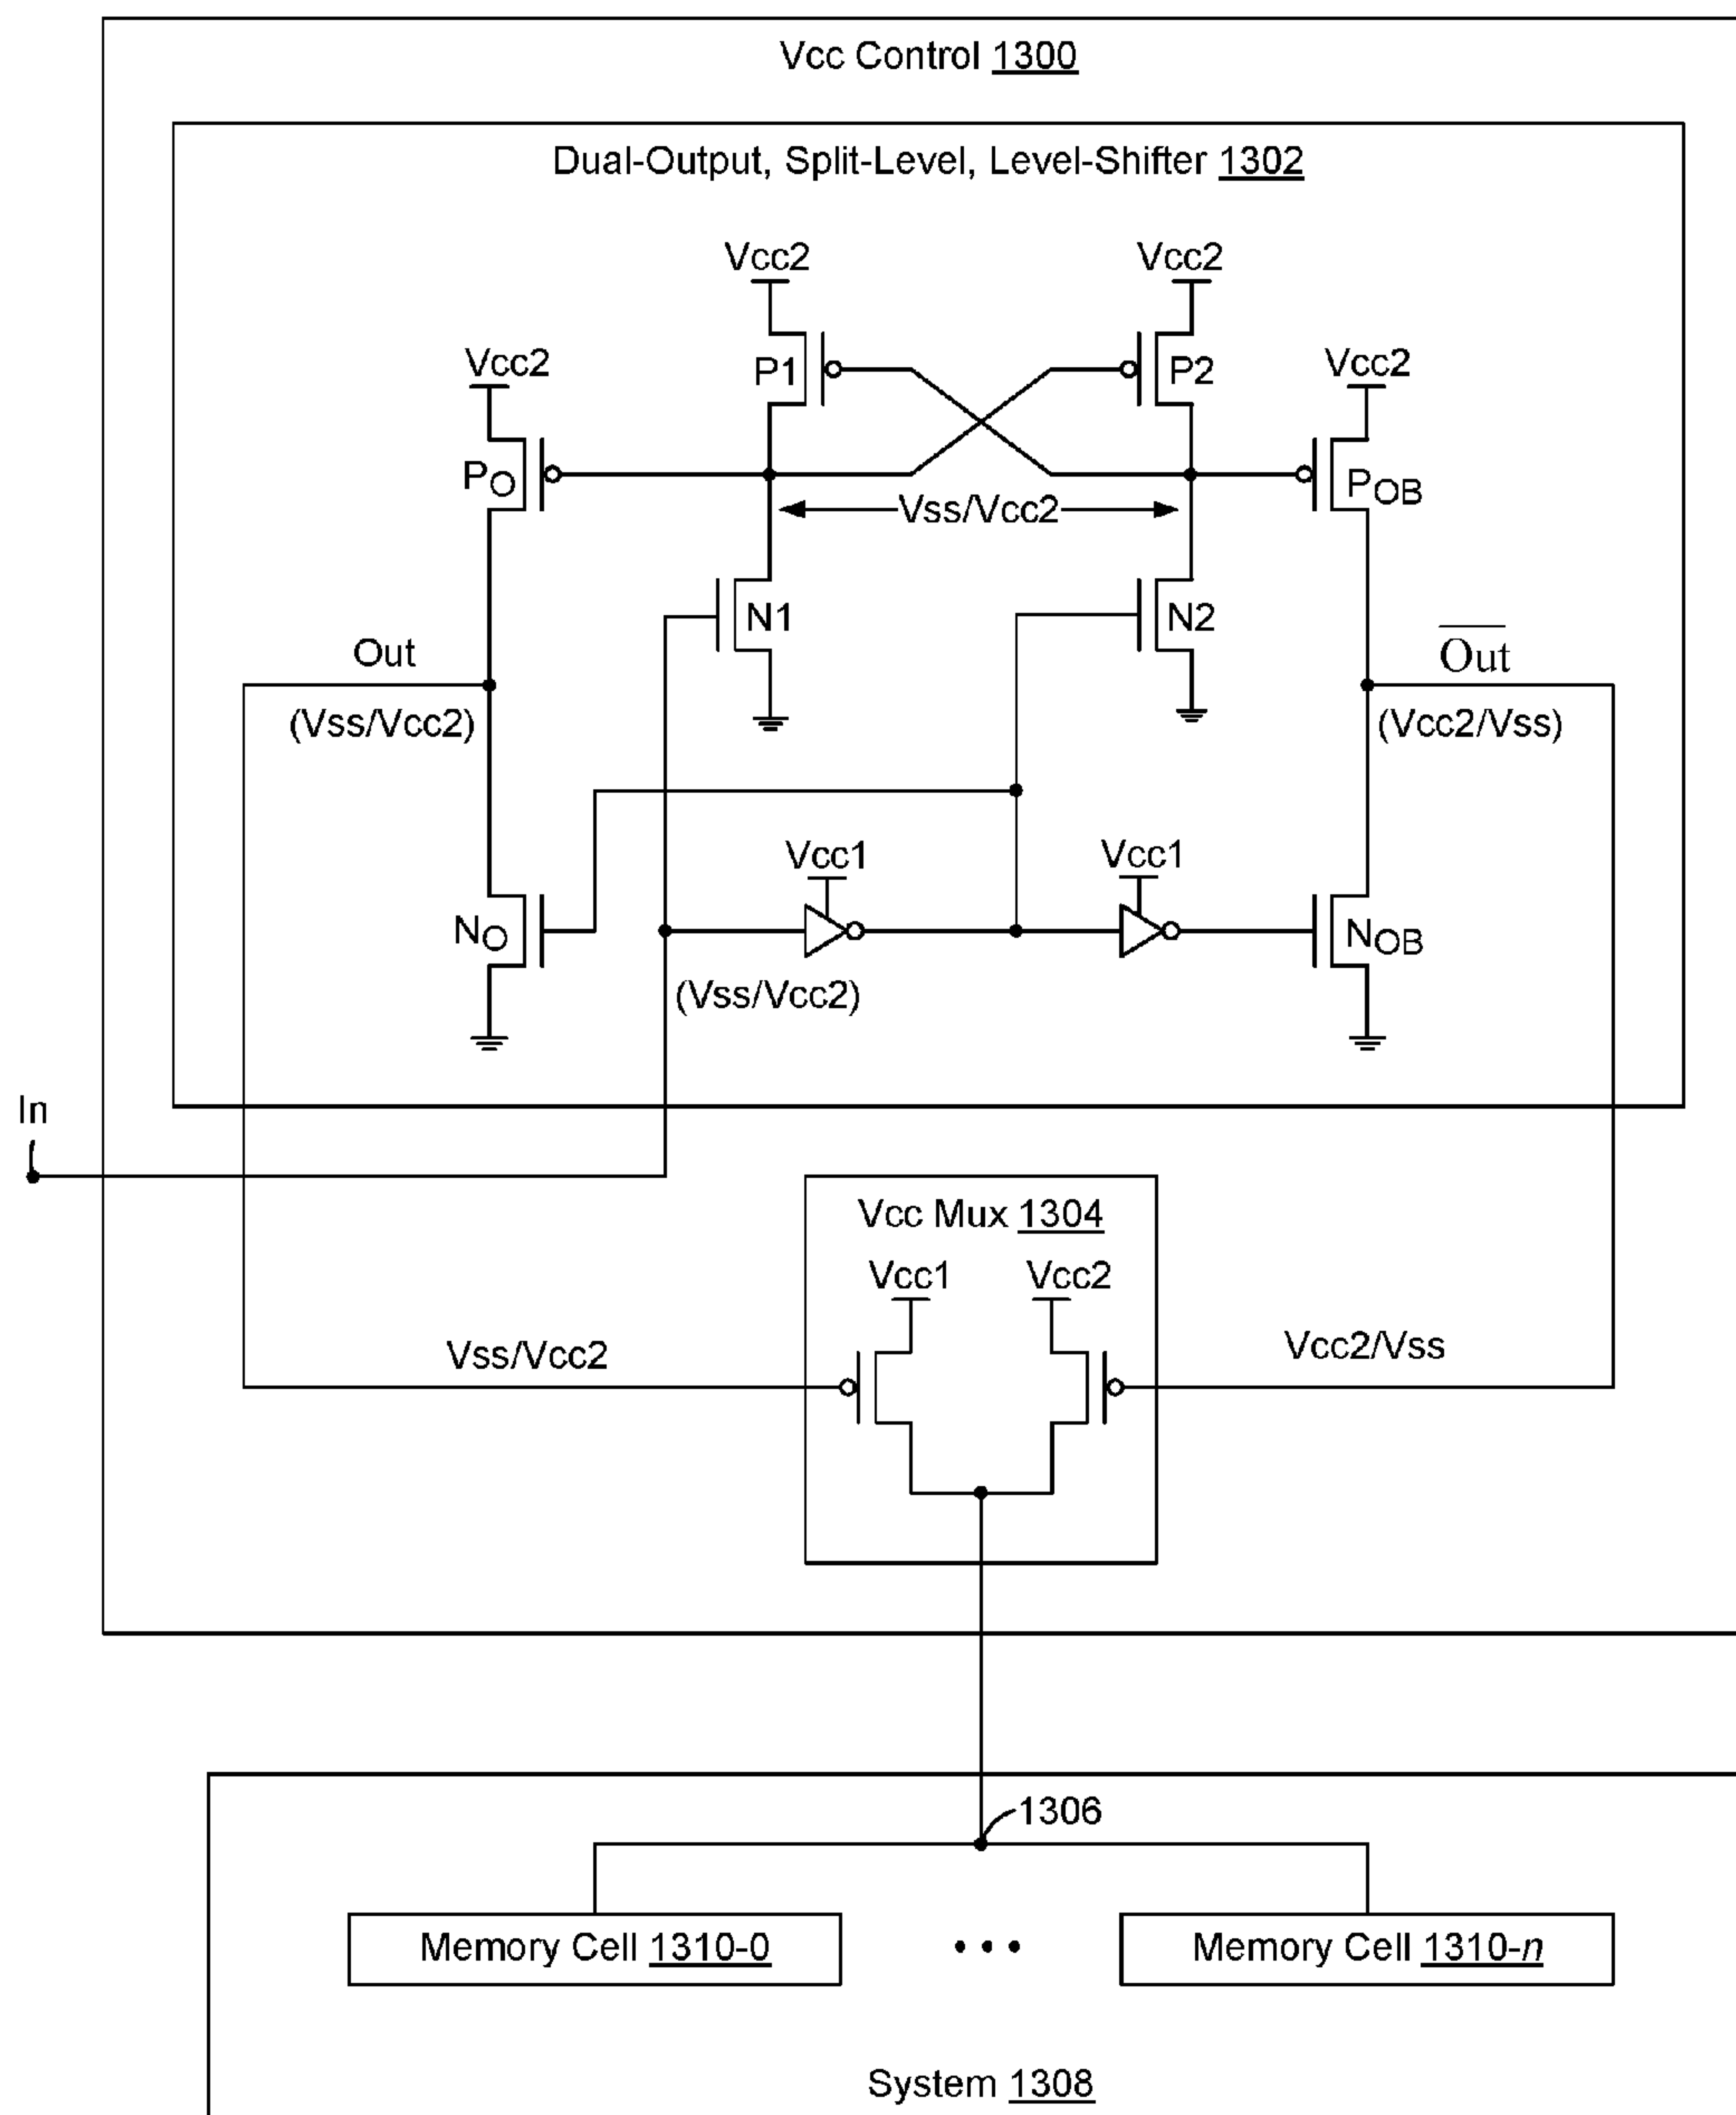 Vcc Control 1300
Dual-Output, Split-Level, Level-Shifter 1302
Vcc2
Vcc2
Vcc2
P1
P2
Vcc2
PO
POB
Vss/Vcc2
N1
N2
Out
Out
(Vss/Vcc2)
(Vcc2/Vss)
Vcc1
Vcc1
NO
NOB
(Vss/Vcc2)
In
Vcc Mux 1304
Vcc1
Vcc2
Vss/Vcc2
Vcc2/Vss
1306
Memory Cell 1310-0
Memory Cell 1310-n
System 1308